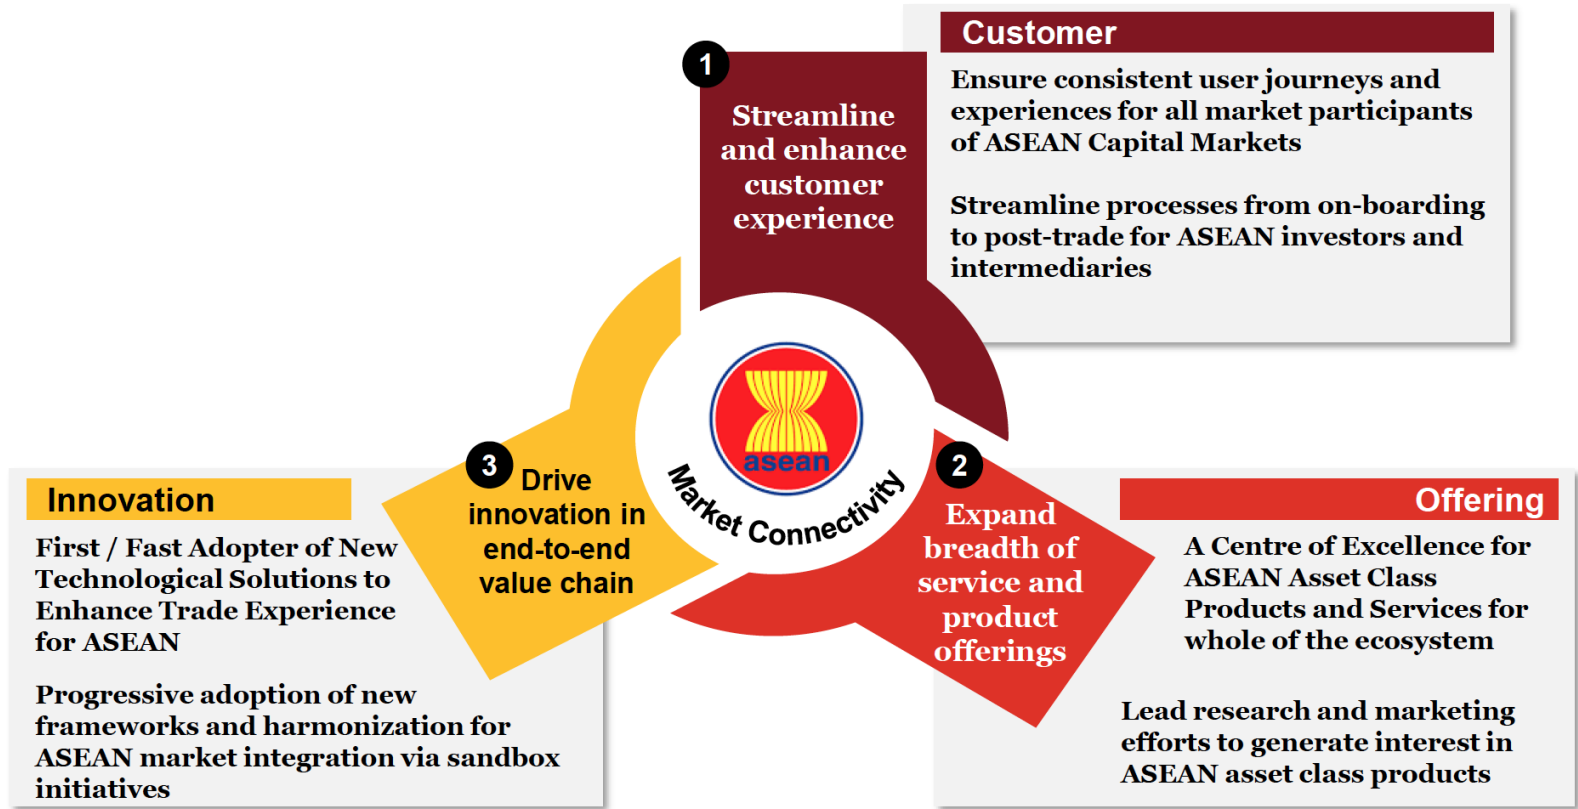 1
Streamline
and enhance
customer
experience
Customer
Ensure consistent user journeys and
experiences for all market participants
of ASEAN Capital Markets
Streamline processes from on-boarding
to post-trade for ASEAN investors and
intermediaries
asean
Market Connectivity
2
Expand
breadth of
service and
product
offerings
Offering
A Centre of Excellence for
ASEAN Asset Class
Products and Services for
whole of the ecosystem
Lead research and marketing
efforts to generate interest in
ASEAN asset class products
3
Drive
innovation in
end-to-end
value chain
Innovation
First / Fast Adopter of New
Technological Solutions to
Enhance Trade Experience
for ASEAN
Progressive adoption of new
frameworks and harmonization for
ASEAN market integration via sandbox
initiatives